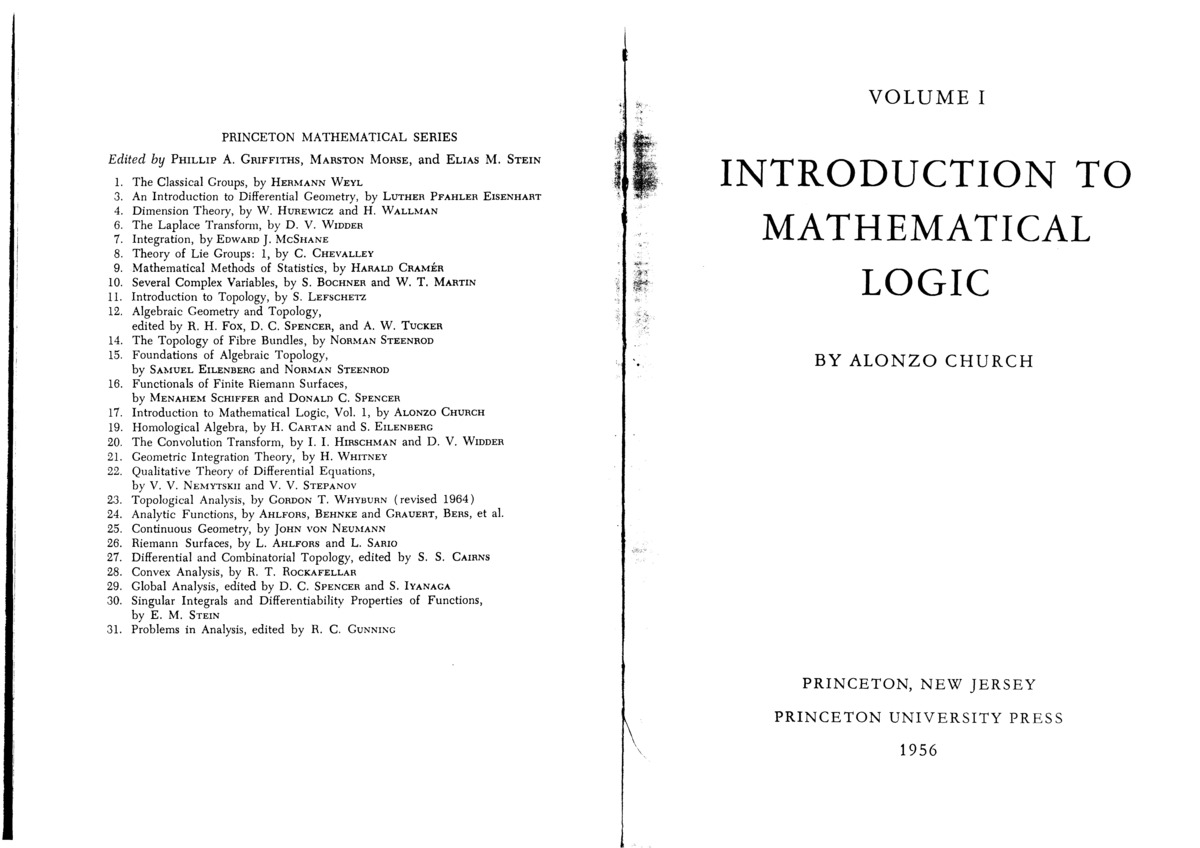 PRINCETON MATHEMATICAL SERIES
Edited by PHILLIP A. GRIFFITHS, MARSTON MORSE, and ELIAS M. STEIN
1. The Classical Groups, by HERMANN WEYL
3. An Introduction to Differential Geometry, by LUTHER PFAHLER EISENHART
4. Dimension Theory, by W. HUREWICZ and H. WALLMAN
6. The Laplace Transform, by D. V. WIDDER
7. Integration, by EDWARD J. MCSHANE
8. Theory of Lie Groups: 1, by C. CHEVALLEY
9. Mathematical Methods of Statistics, by HARALD CRAMÉR
10. Several Complex Variables, by S. BOCHNER and W. T. MARTIN
11. Introduction to Topology, by S. LEFSCHETZ
12. Algebraic Geometry and Topology,
edited by R. H. FOX, D. C. SPENCER, and A. W. TUCKER
14. The Topology of Fibre Bundles, by NORMAN STEENROD
15. Foundations of Algebraic Topology,
by SAMUEL EILENBERG and NORMAN STEENROD
16. Functionals of Finite Riemann Surfaces,
by MENAHEM SCHIFFER and DONALD C. SPENCER
17. Introduction to Mathematical Logic, Vol. 1, by ALONZO CHURCH
19. Homological Algebra, by H. CARTAN and S. EILENBERG
20. The Convolution Transform, by I. I. HIRSCHMAN and D. V. WIDDER
21. Geometric Integration Theory, by H. WHITNEY
22. Qualitative Theory of Differential Equations,
by V. V. NEMYTSKII and V. V. STEPANOV
23. Topological Analysis, by GORDON T. WHYBURN (revised 1964)
24. Analytic Functions, by AHLFORS, BEHNKE and GRAUERT, BERS, et al.
25. Continuous Geometry, by JOHN VON NEUMANN
26. Riemann Surfaces, by L. AHLFORS and L. SARIO
27. Differential and Combinatorial Topology, edited by S. S. CAIRNS
28. Convex Analysis, by R. T. ROCKAFELLAR
29. Global Analysis, edited by D. C. SPENCER and S. IYANAGA
30. Singular Integrals and Differentiability Properties of Functions,
by E. M. STEIN
31. Problems in Analysis, edited by R. C. GUNNING
VOLUME I
INTRODUCTION TO
MATHEMATICAL
LOGIC
BY ALONZO CHURCH
PRINCETON, NEW JERSEY
PRINCETON UNIVERSITY PRESS
1956